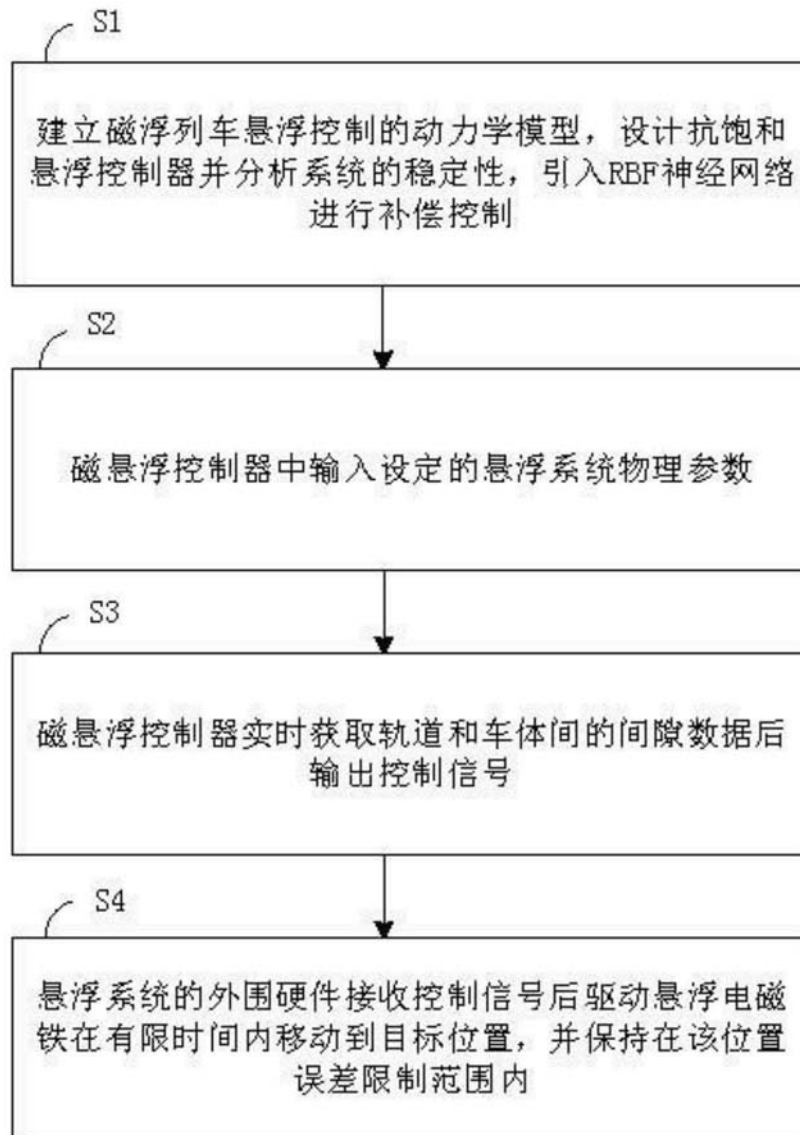 S1
建立磁浮列车悬浮控制的动力学模型，设计抗饱和
悬浮控制器并分析系统的稳定性，引入RBF神经网络
进行补偿控制
S2
磁悬浮控制器中输入设定的悬浮系统物理参数
S3
磁悬浮控制器实时获取轨道和车体间的间隙数据后
输出控制信号
S4
悬浮系统的外围硬件接收控制信号后驱动悬浮电磁
铁在有限时间内移动到目标位置，并保持在该位置
误差限制范围内